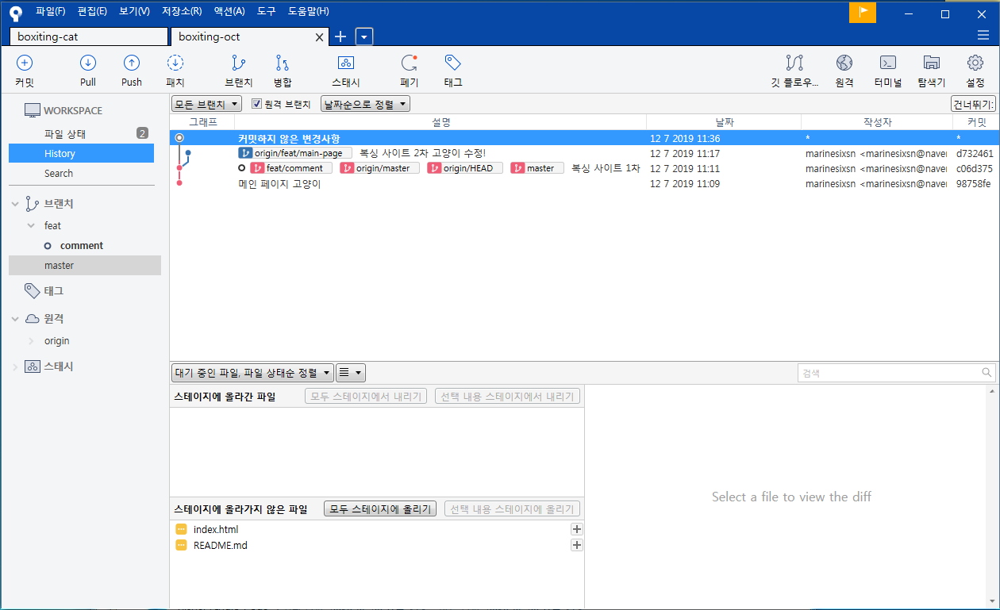 파일(F) 편집(E) 보기(V) 저장소(R) 액션(A) 도구 도움말(H)
boxiting-cat boxiting-oct
커밋 Pull Push 패치 브랜치 병합 스태시 폐기 태그 깃 플로우... 원격 터미널 탐색기 설정
WORKSPACE
파일 상태 2
History
Search
브랜치
feat
comment
master
태그
원격
origin
스태시
모든 브랜치 원격 브랜치 날짜순으로 정렬 건너뛰기:
그래프 설명 날짜 작성자 커밋
커밋하지 않은 변경사항 12 7 2019 11:36 * *
origin/feat/main-page 복싱 사이트 2차 고양이 수정! 12 7 2019 11:17 marinesixsn <marinesixsn@naver d732461
feat/comment origin/master origin/HEAD master 복싱 사이트 1차 12 7 2019 11:11 marinesixsn <marinesixsn@naver c06d375
메인 페이지 고양이 12 7 2019 11:09 marinesixsn <marinesixsn@naver 98758fe
대기 중인 파일, 파일 상태순 정렬 검색
스테이지에 올라간 파일 모두 스테이지에서 내리기 선택 내용 스테이지에서 내리기
스테이지에 올라가지 않은 파일 모두 스테이지에 올리기 선택 내용 스테이지에 올리기
index.html
README.md
Select a file to view the diff